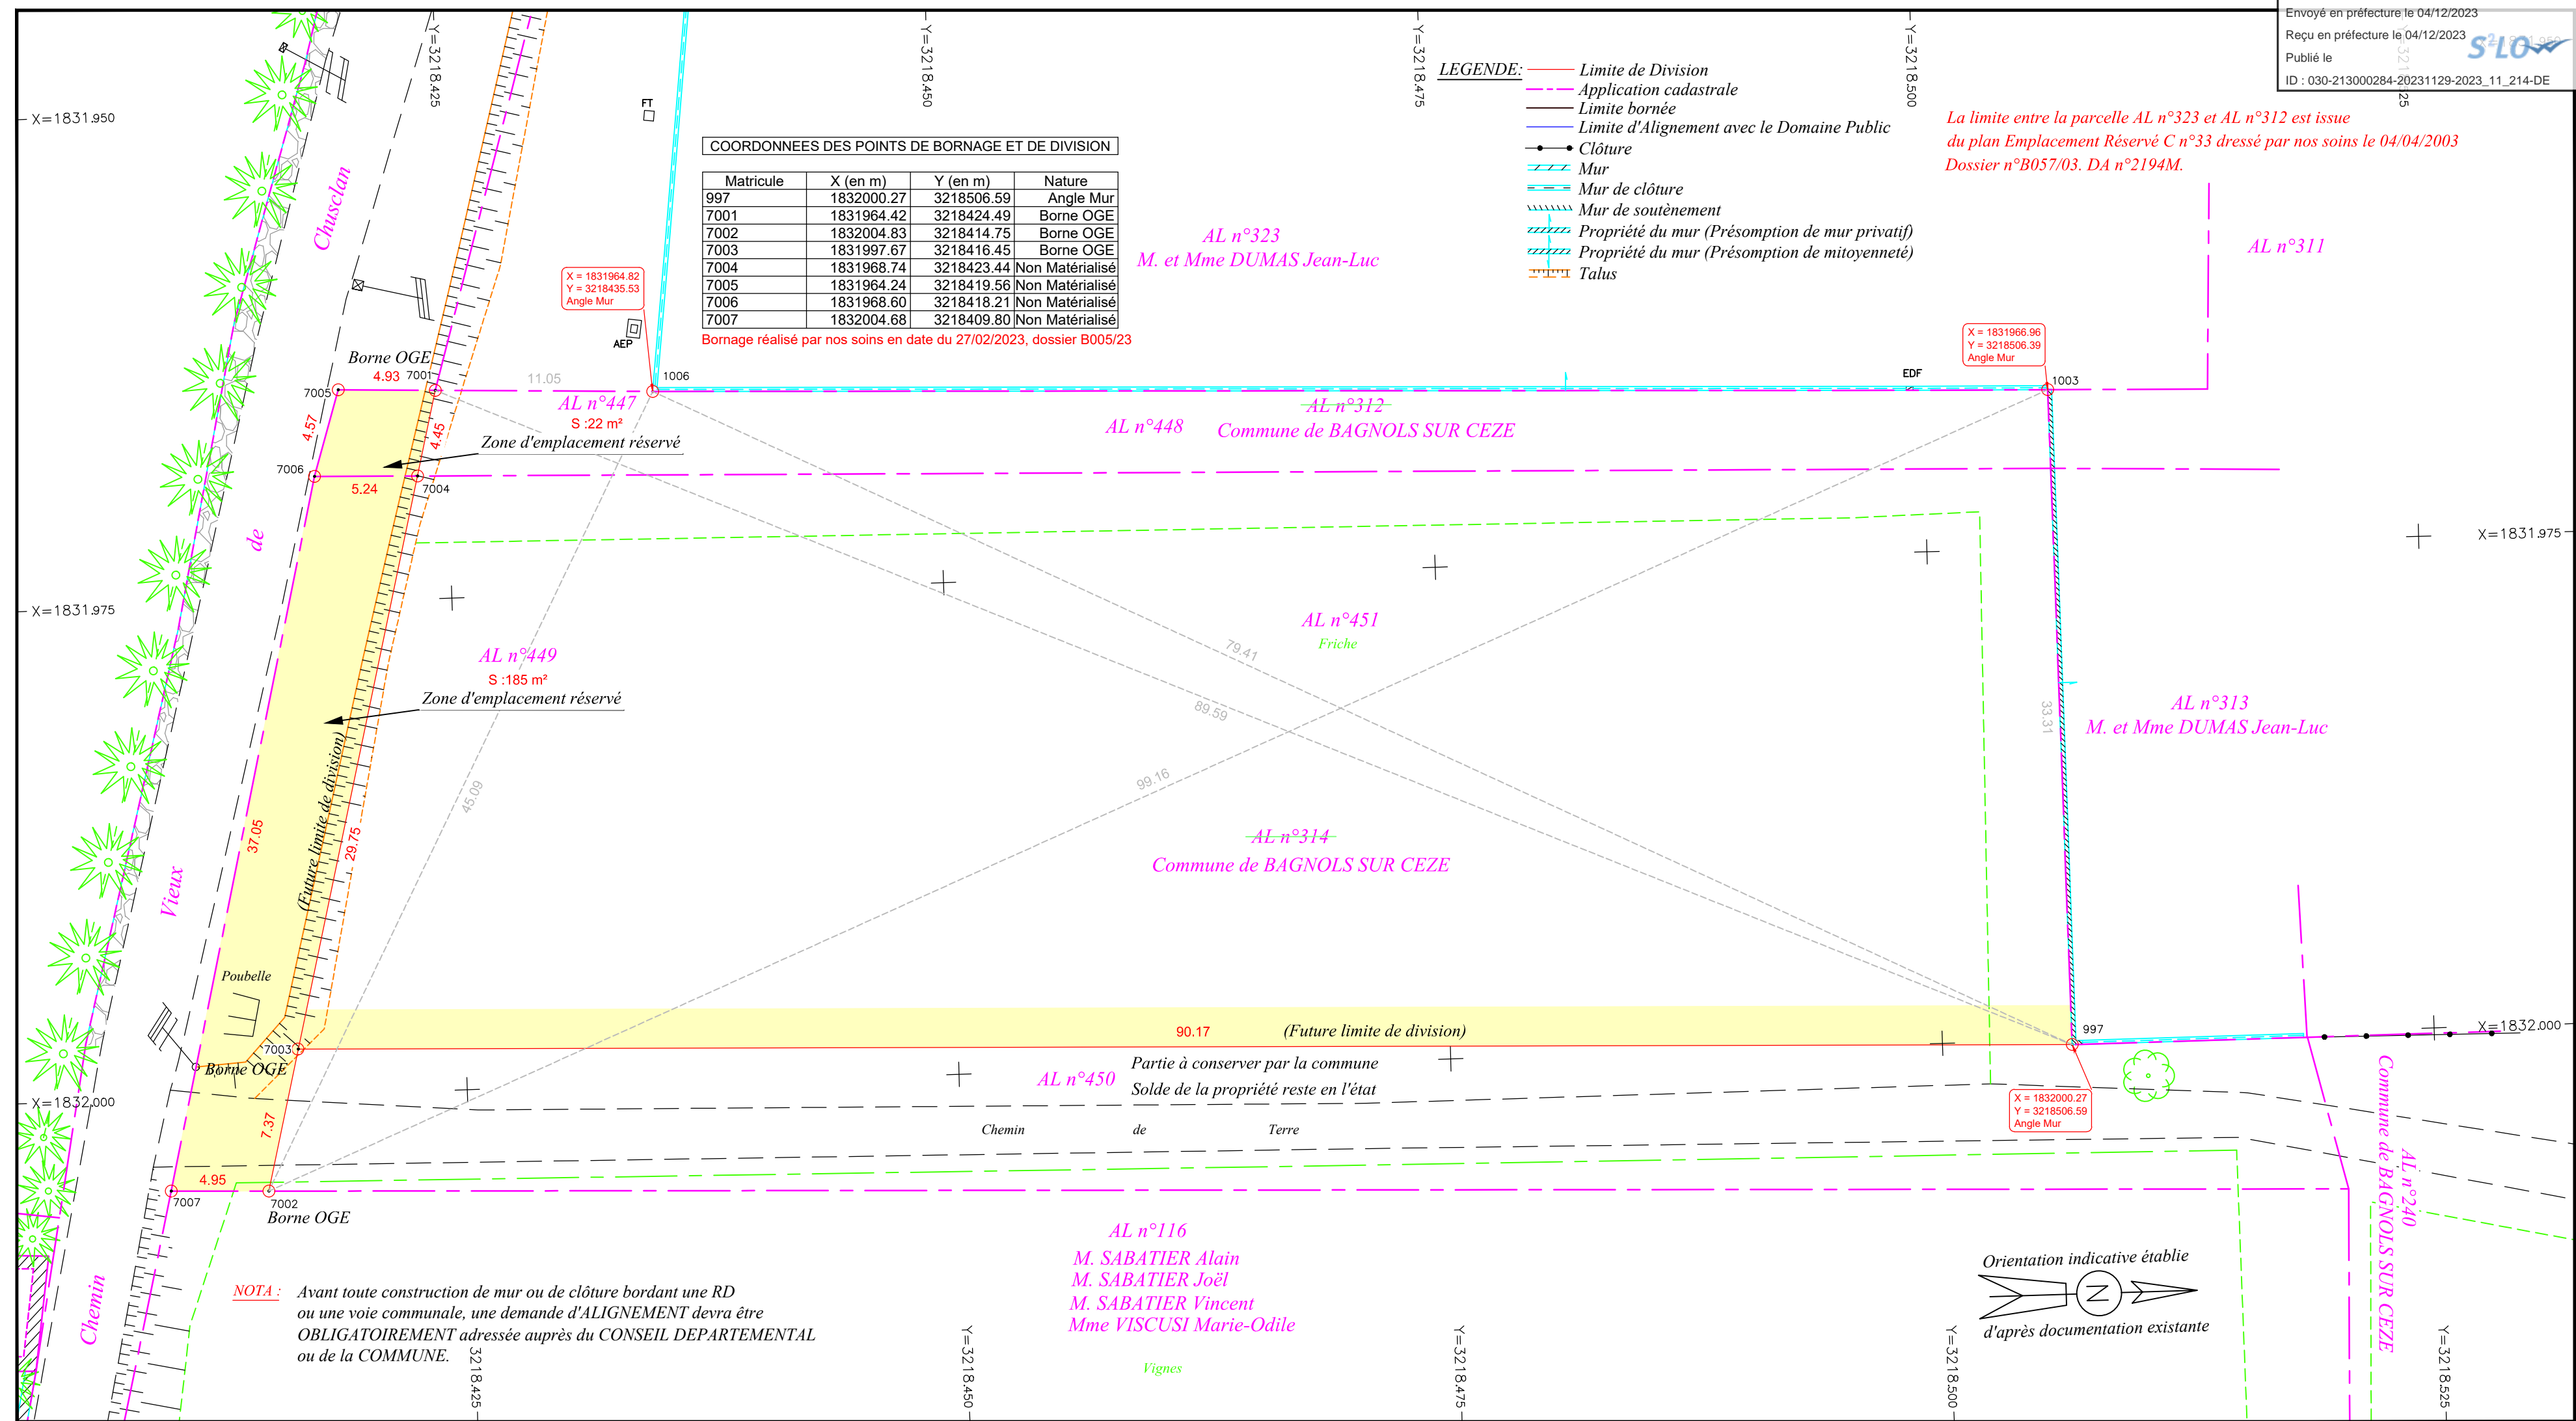 Envoyé en préfecture le 04/12/2023
Reçu en préfecture le 04/12/2023
Publié le
S²LO
ID : 030-213000284-20231129-2023_11_214-DE
Y=3218.425
Y=3218.450
Y=3218.475
Y=3218.500
X=1831.950
LEGENDE:
Limite de Division
Application cadastrale
Limite bornée
Limite d'Alignement avec le Domaine Public
Clôture
Mur
Mur de clôture
Mur de soutènement
Propriété du mur (Présomption de mur privatif)
Propriété du mur (Présomption de mitoyenneté)
Talus
La limite entre la parcelle AL n°323 et AL n°312 est issue
du plan Emplacement Réservé C n°33 dressé par nos soins le 04/04/2003
Dossier n°B057/03. DA n°2194M.
FT
COORDONNEES DES POINTS DE BORNAGE ET DE DIVISION
Matricule X (en m) Y (en m) Nature
997 1832000.27 3218506.59 Angle Mur
7001 1831964.42 3218424.49 Borne OGE
7002 1832004.83 3218414.75 Borne OGE
7003 1831997.67 3218416.45 Borne OGE
7004 1831968.74 3218423.44 Non Matérialisé
7005 1831964.24 3218419.56 Non Matérialisé
7006 1831968.60 3218418.21 Non Matérialisé
7007 1832004.68 3218409.80 Non Matérialisé
Bornage réalisé par nos soins en date du 27/02/2023, dossier B005/23
AL n°323
M. et Mme DUMAS Jean-Luc
AL n°311
X = 1831964.82
Y = 3218435.53
Angle Mur
AEP
X = 1831966.96
Y = 3218506.39
Angle Mur
Chusclan
de
Vieux
Chemin
Borne OGE
4.93
7001
11.05
1006
EDF
1003
7005
4.57
4.45
AL n°447
S :22 m²
Zone d'emplacement réservé
AL n°312
AL n°448
Commune de BAGNOLS SUR CEZE
7006
5.24
7004
X=1831.975
X=1831.975
AL n°451
Friche
79.41
89.59
99.16
45.09
33.31
AL n°449
S :185 m²
Zone d'emplacement réservé
AL n°313
M. et Mme DUMAS Jean-Luc
37.05
(Future limite de division)
29.75
AL n°314
Commune de BAGNOLS SUR CEZE
Poubelle
7003
Borne OGE
90.17
(Future limite de division)
997
X=1832.000
Partie à conserver par la commune
AL n°450
Solde de la propriété reste en l'état
X=1832.000
X = 1832000.27
Y = 3218506.59
Angle Mur
Chemin de Terre
7.37
4.95
7007
7002
Borne OGE
AL n°240
Commune de BAGNOLS SUR CEZE
AL n°116
M. SABATIER Alain
M. SABATIER Joël
M. SABATIER Vincent
Mme VISCUSI Marie-Odile
Vignes
Orientation indicative établie
N
d'après documentation existante
NOTA : Avant toute construction de mur ou de clôture bordant une RD
ou une voie communale, une demande d'ALIGNEMENT devra être
OBLIGATOIREMENT adressée auprès du CONSEIL DEPARTEMENTAL
ou de la COMMUNE.
3218.425
Y=3218.450
Y=3218.475
Y=3218.500
Y=3218.525